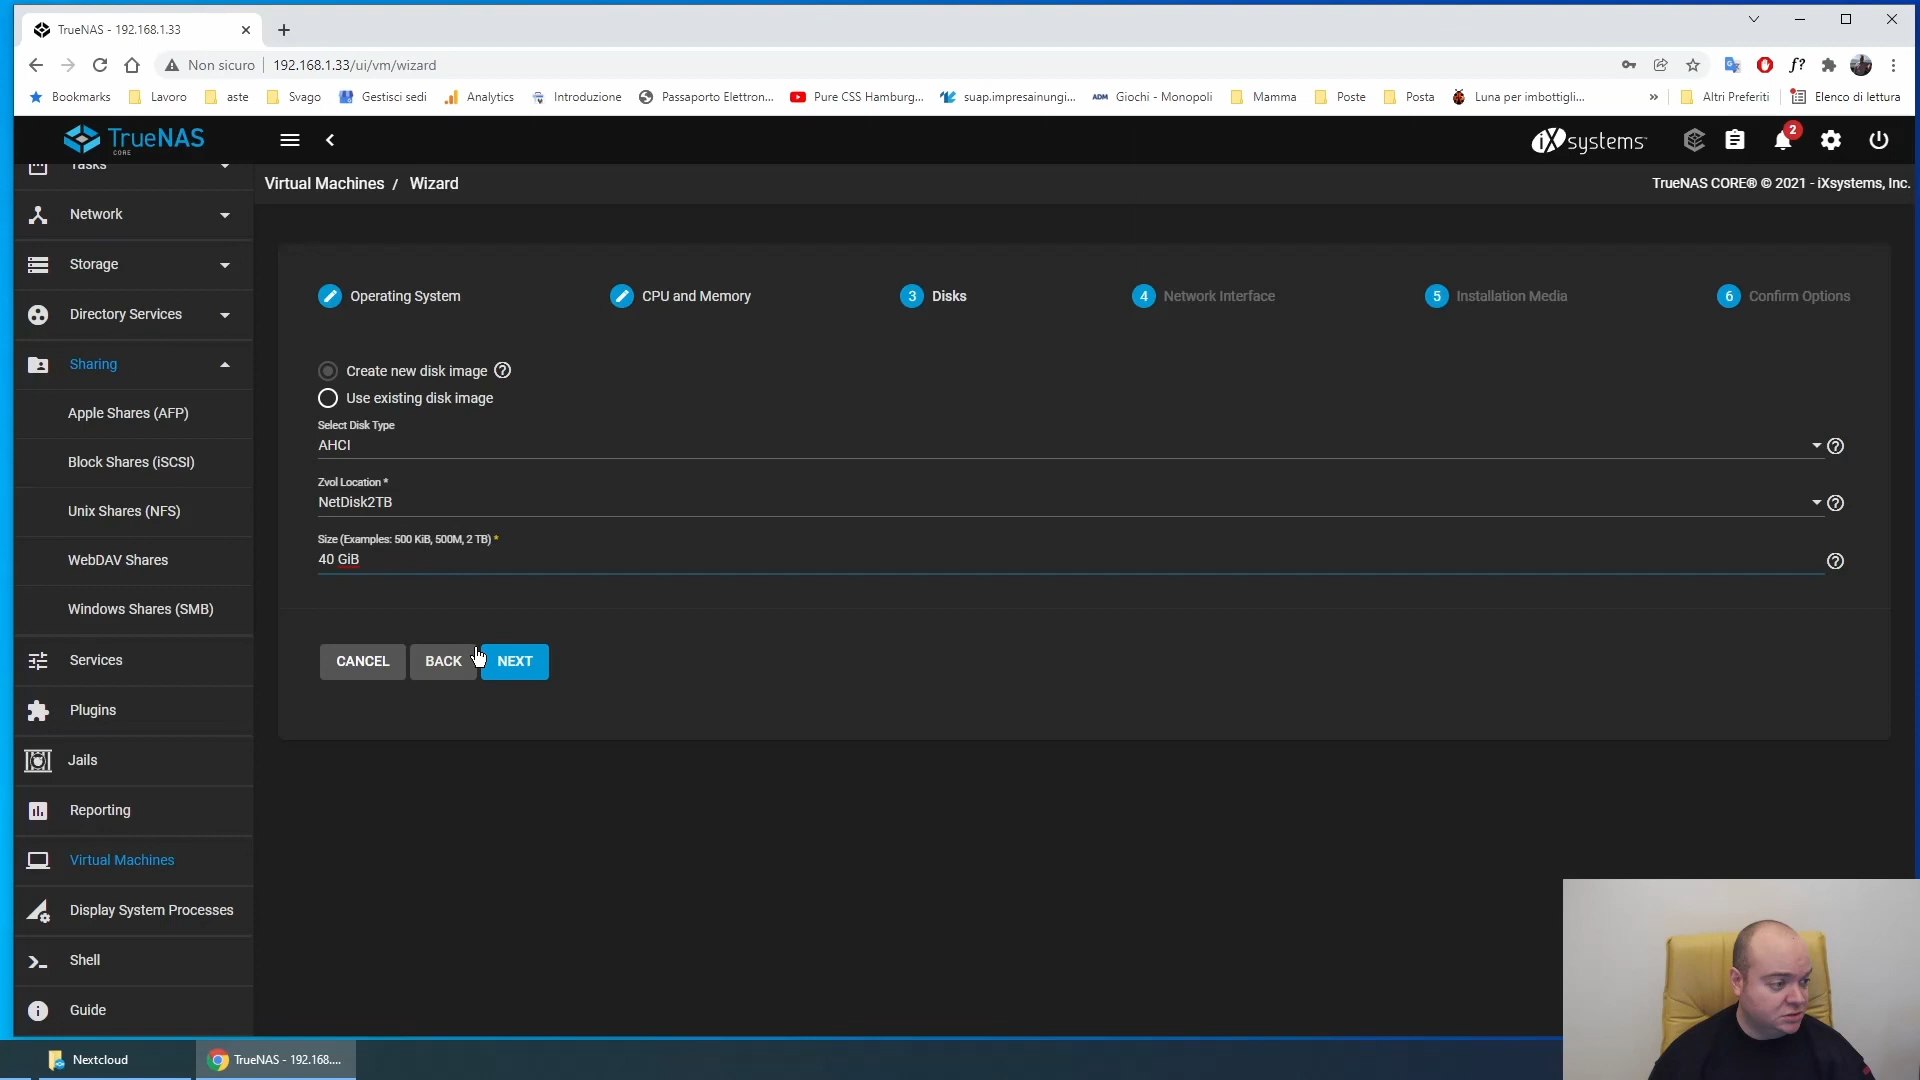 TrueNAS - 192.168.1.33
Non sicuro
192.168.1.33/ui/vm/wizard
f?
Bookmarks
Lavoro
aste
Svago
Gestisci sedi
Analytics
Introduzione
Passaporto Elettron...
Pure CSS Hamburg...
suap.impresainungi...
ADM
Giochi - Monopoli
Mamma
Poste
Posta
Luna per imbottigli...
»
Altri Preferiti
Elenco di lettura
TrueNAS
CORE
iXsystems
2
Virtual Machines / Wizard
TrueNAS CORE® © 2021 - iXsystems, Inc.
Tasks
Network
Storage
Directory Services
Sharing
Apple Shares (AFP)
Block Shares (iSCSI)
Unix Shares (NFS)
WebDAV Shares
Windows Shares (SMB)
Services
Plugins
Jails
Reporting
Virtual Machines
Display System Processes
Shell
Guide
Operating System
CPU and Memory
3 Disks
4 Network Interface
5 Installation Media
6 Confirm Options
Create new disk image
Use existing disk image
Select Disk Type
AHCI
Zvol Location *
NetDisk2TB
Size (Examples: 500 KiB, 500M, 2 TB) *
40 GiB
CANCEL
BACK
NEXT
Nextcloud
TrueNAS - 192.168....